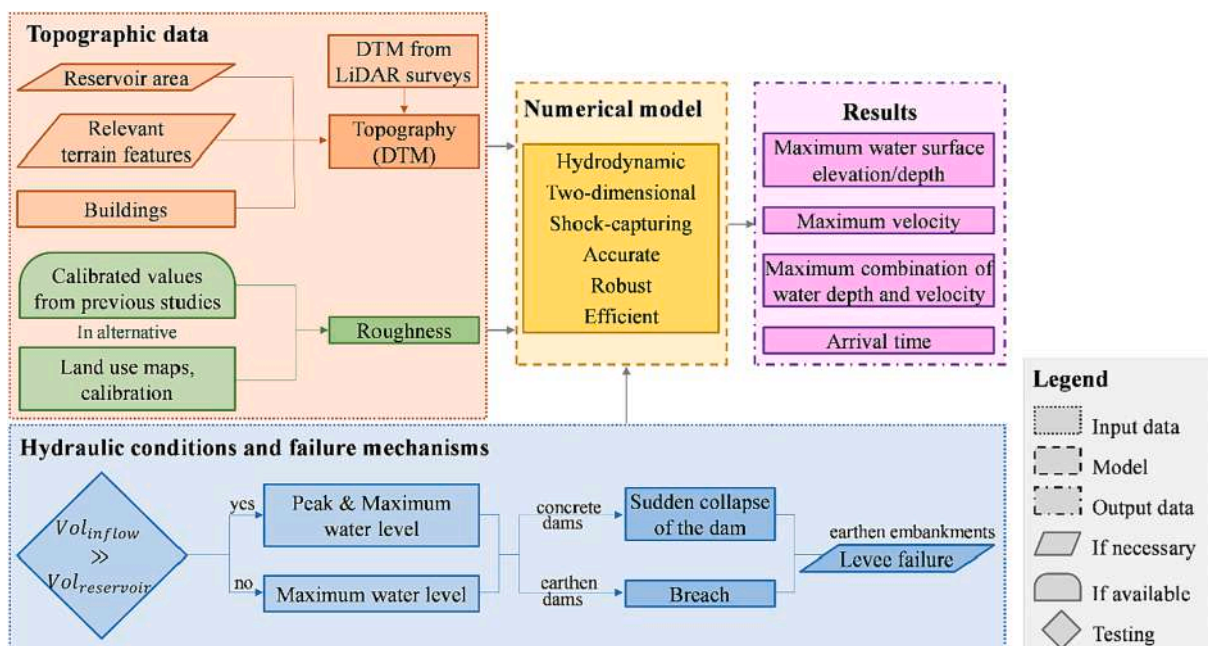 Topographic data
Reservoir area
Relevant
terrain features
Buildings
DTM from
LiDAR surveys
Topography
(DTM)
Calibrated values
from previous studies
In alternative
Land use maps,
calibration
Roughness
Numerical model
Hydrodynamic
Two-dimensional
Shock-capturing
Accurate
Robust
Efficient
Results
Maximum water surface
elevation/depth
Maximum velocity
Maximum combination of
water depth and velocity
Arrival time
Hydraulic conditions and failure mechanisms
Vol_inflow
≫
Vol_reservoir
yes
Peak & Maximum
water level
no
Maximum water level
concrete
dams
Sudden collapse
of the dam
earthen
dams
Breach
earthen embankments
Levee failure
Legend
Input data
Model
Output data
If necessary
If available
Testing